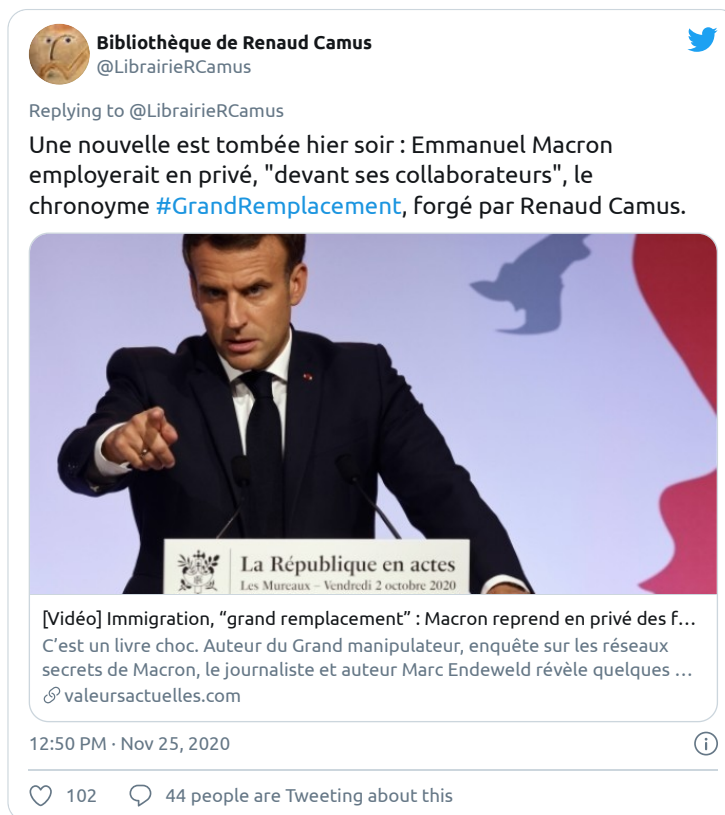 Bibliothèque de Renaud Camus
@LibrairieRCamus
Replying to @LibrairieRCamus
Une nouvelle est tombée hier soir : Emmanuel Macron
employerait en privé, "devant ses collaborateurs", le
chronoyme #GrandRemplacement, forgé par Renaud Camus.
La République en actes
Les Mureaux – Vendredi 2 octobre 2020
[Vidéo] Immigration, “grand remplacement” : Macron reprend en privé des f…
C’est un livre choc. Auteur du Grand manipulateur, enquête sur les réseaux
secrets de Macron, le journaliste et auteur Marc Endeweld révèle quelques …
valeursactuelles.com
12:50 PM · Nov 25, 2020
102 44 people are Tweeting about this